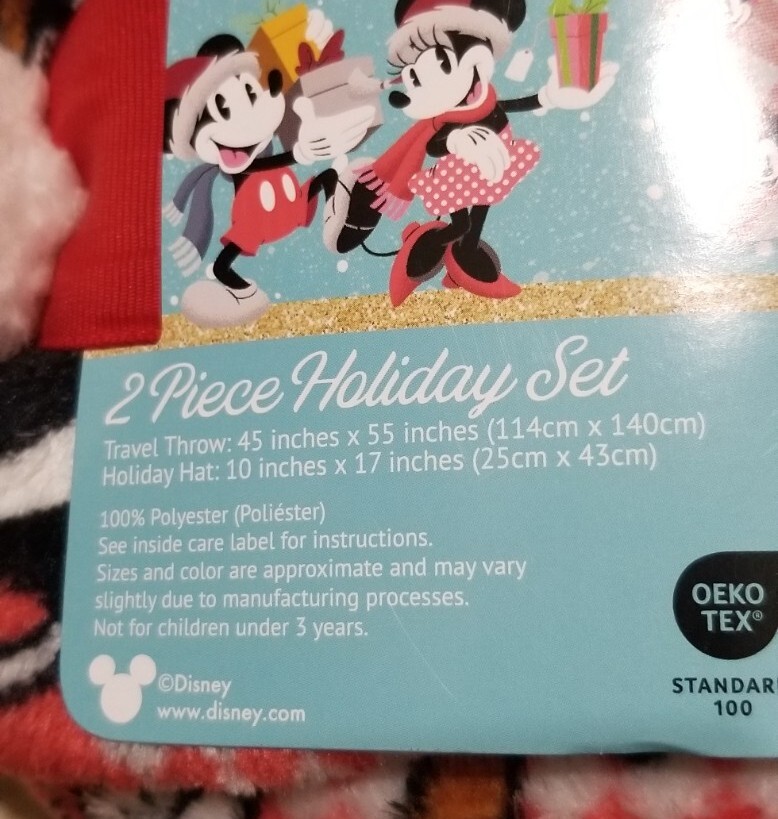 2 Piece Holiday Set
Travel Throw: 45 inches x 55 inches (114cm x 140cm)
Holiday Hat: 10 inches x 17 inches (25cm x 43cm)
100% Polyester (Poliéster)
See inside care label for instructions.
Sizes and color are approximate and may vary
slightly due to manufacturing processes.
Not for children under 3 years.
©Disney
www.disney.com
OEKO
TEX®
STANDAR
100